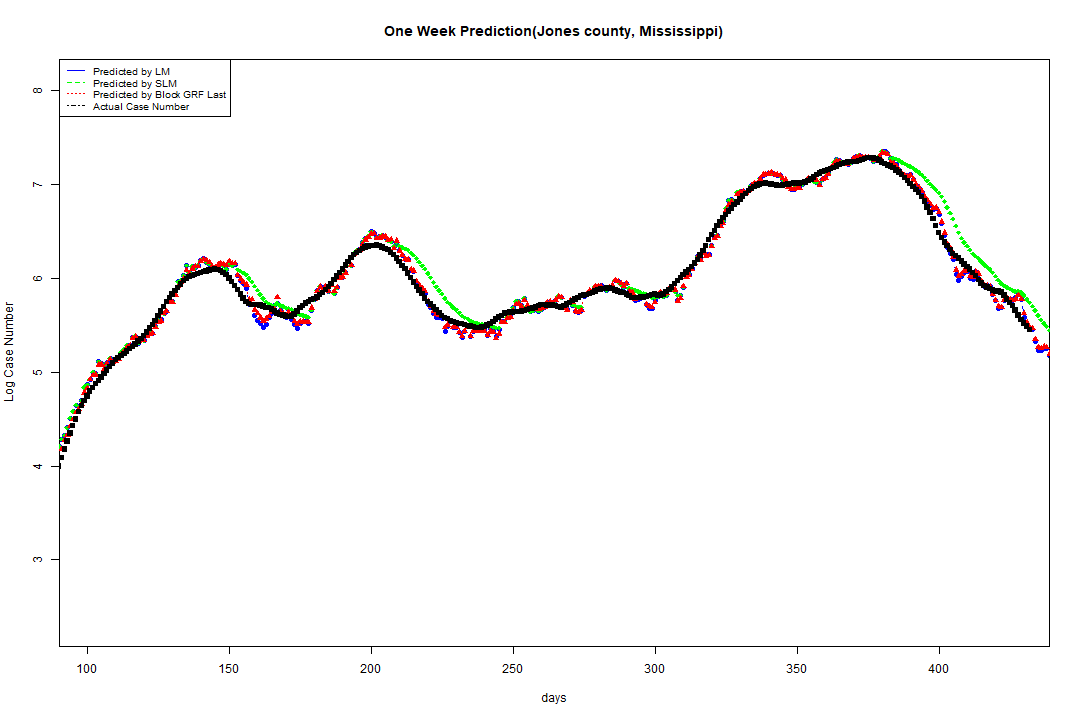 One Week Prediction(Jones county, Mississippi)
Predicted by LM
Predicted by SLM
Predicted by Block GRF Last
Actual Case Number
8
7
6
5
4
3
Log Case Number
100 150 200 250 300 350 400
days